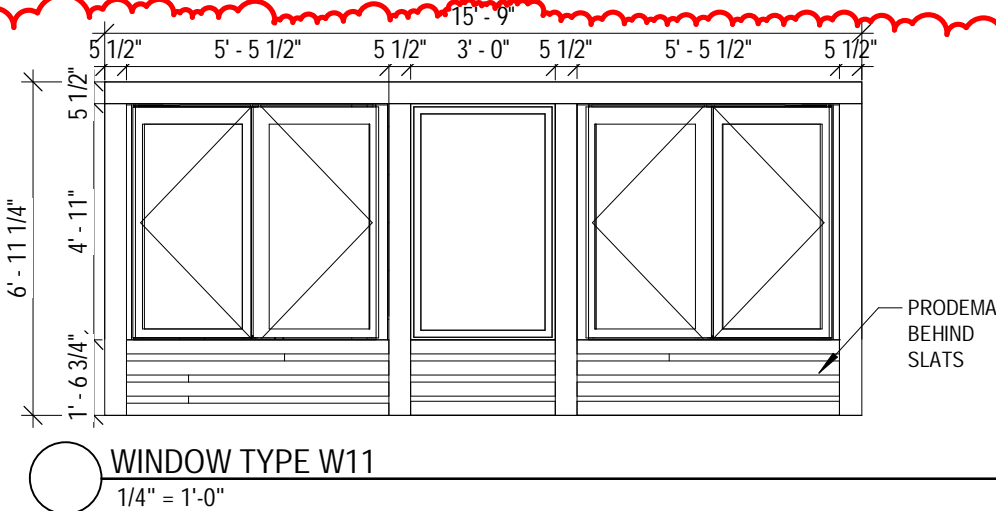 15' - 9"
5 1/2" 5' - 5 1/2" 5 1/2" 3' - 0" 5 1/2" 5' - 5 1/2" 5 1/2"
5 1/2"
4' - 11"
6' - 11 1/4"
1' - 6 3/4"
PRODEMA
BEHIND
SLATS
WINDOW TYPE W11
1/4" = 1'-0"